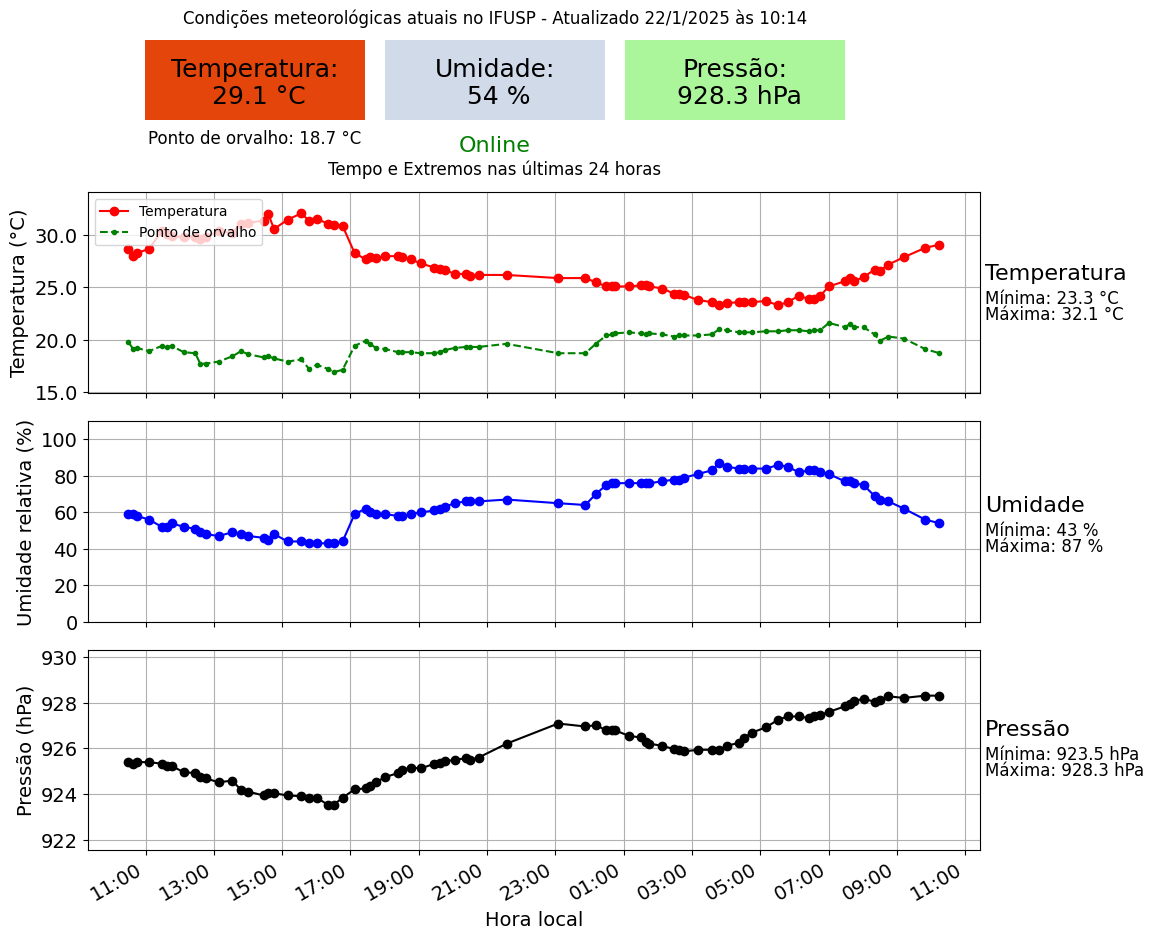 Condições meteorológicas atuais no IFUSP - Atualizado 22/1/2025 às 10:14
Temperatura:
29.1 °C
Umidade:
54 %
Pressão:
928.3 hPa
Ponto de orvalho: 18.7 °C
Online
Tempo e Extremos nas últimas 24 horas
Temperatura (°C)
30.0
25.0
20.0
15.0
Temperatura
Ponto de orvalho
Temperatura
Mínima: 23.3 °C
Máxima: 32.1 °C
Umidade relativa (%)
100
80
60
40
20
0
Umidade
Mínima: 43 %
Máxima: 87 %
Pressão (hPa)
930
928
926
924
922
Pressão
Mínima: 923.5 hPa
Máxima: 928.3 hPa
11:00 13:00 15:00 17:00 19:00 21:00 23:00 01:00 03:00 05:00 07:00 09:00 11:00
Hora local